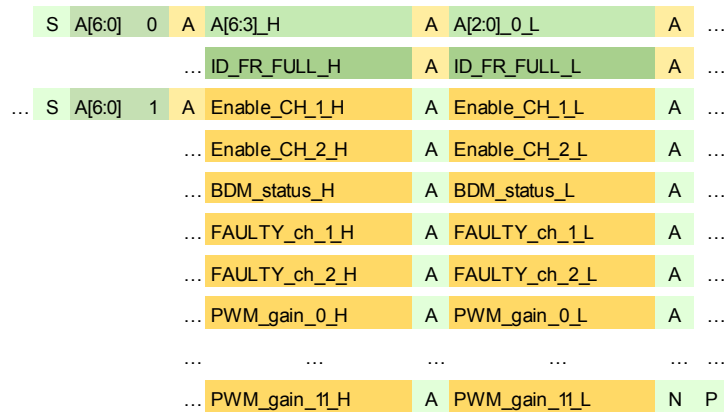 S A[6:0] 0 A A[6:3]_H A A[2:0]_0_L A …
… ID_FR_FULL_H A ID_FR_FULL_L A …
… S A[6:0] 1 A Enable_CH_1_H A Enable_CH_1_L A …
… Enable_CH_2_H A Enable_CH_2_L A …
… BDM_status_H A BDM_status_L A …
… FAULTY_ch_1_H A FAULTY_ch_1_L A …
… FAULTY_ch_2_H A FAULTY_ch_2_L A …
… PWM_gain_0_H A PWM_gain_0_L A …
… … … … … …
… PWM_gain_11_H A PWM_gain_11_L N P